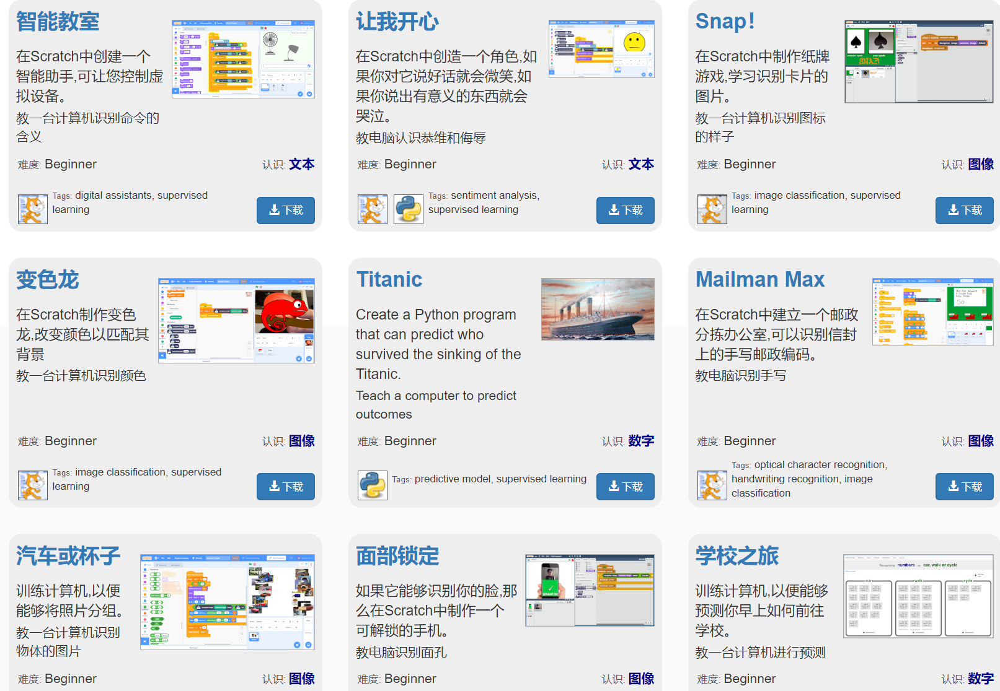 智能教室
在Scratch中创建一个
智能助手,可让您控制虚
拟设备。
教一台计算机识别命令的
含义
难度: Beginner
认识: 文本
Tags: digital assistants, supervised
learning
下载
让我开心
在Scratch中创造一个角色,如
果你对它说好话就会微笑,如
果你说出有意义的东西就会
哭泣。
教电脑认识恭维和侮辱
难度: Beginner
认识: 文本
Tags: sentiment analysis,
supervised learning
下载
Snap!
在Scratch中制作纸牌
游戏,学习识别卡片的
图片。
教一台计算机识别图标
的样子
SNAP!
难度: Beginner
认识: 图像
Tags: image classification, supervised
learning
下载
变色龙
在Scratch制作变色
龙,改变颜色以匹配其
背景
教一台计算机识别颜色
难度: Beginner
认识: 图像
Tags: image classification, supervised
learning
下载
Titanic
Create a Python program
that can predict who
survived the sinking of the
Titanic.
Teach a computer to predict
outcomes
难度: Beginner
认识: 数字
Tags: predictive model, supervised learning
下载
Mailman Max
在Scratch中建立一个邮政
分拣办公室,可以识别信封
上的手写邮政编码。
教电脑识别手写
难度: Beginner
认识: 图像
Tags: optical character recognition,
handwriting recognition, image
classification
下载
汽车或杯子
训练计算机,以便
能够将照片分组。
教一台计算机识别
物体的图片
难度: Beginner
认识: 图像
面部锁定
如果它能够识别你的脸,那
么在Scratch中制作一个
可解锁的手机。
教电脑识别面孔
GRANTED
难度: Beginner
认识: 图像
学校之旅
训练计算机,以便能够
预测你早上如何前往
学校。
教一台计算机进行预测
Recognising numbers as car, walk or cycle
car
walk
cycle
难度: Beginner
认识: 数字